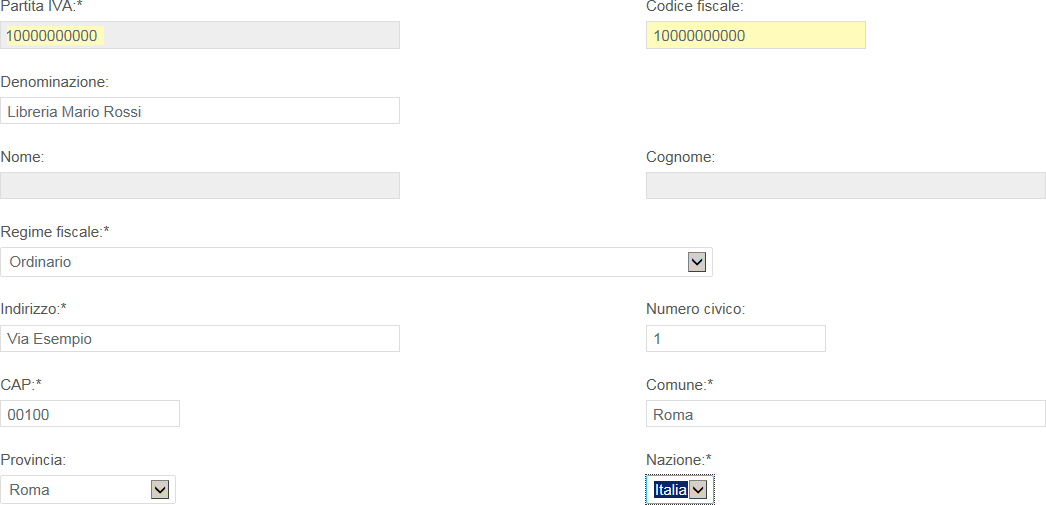 Partita IVA:* Codice fiscale:
10000000000 10000000000
Denominazione:
Libreria Mario Rossi
Nome: Cognome:
Regime fiscale:*
Ordinario
Indirizzo:* Numero civico:
Via Esempio 1
CAP:* Comune:*
00100 Roma
Provincia: Nazione:*
Roma Italia